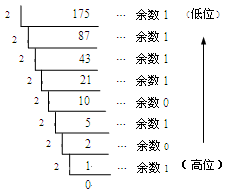 2 175 … 余数 1 (低位)
2 87 … 余数 1
2 43 … 余数 1
2 21 … 余数 1
2 10 … 余数 0
2 5 … 余数 1
2 2 … 余数 0
2 1 … 余数 1 (高位)
0